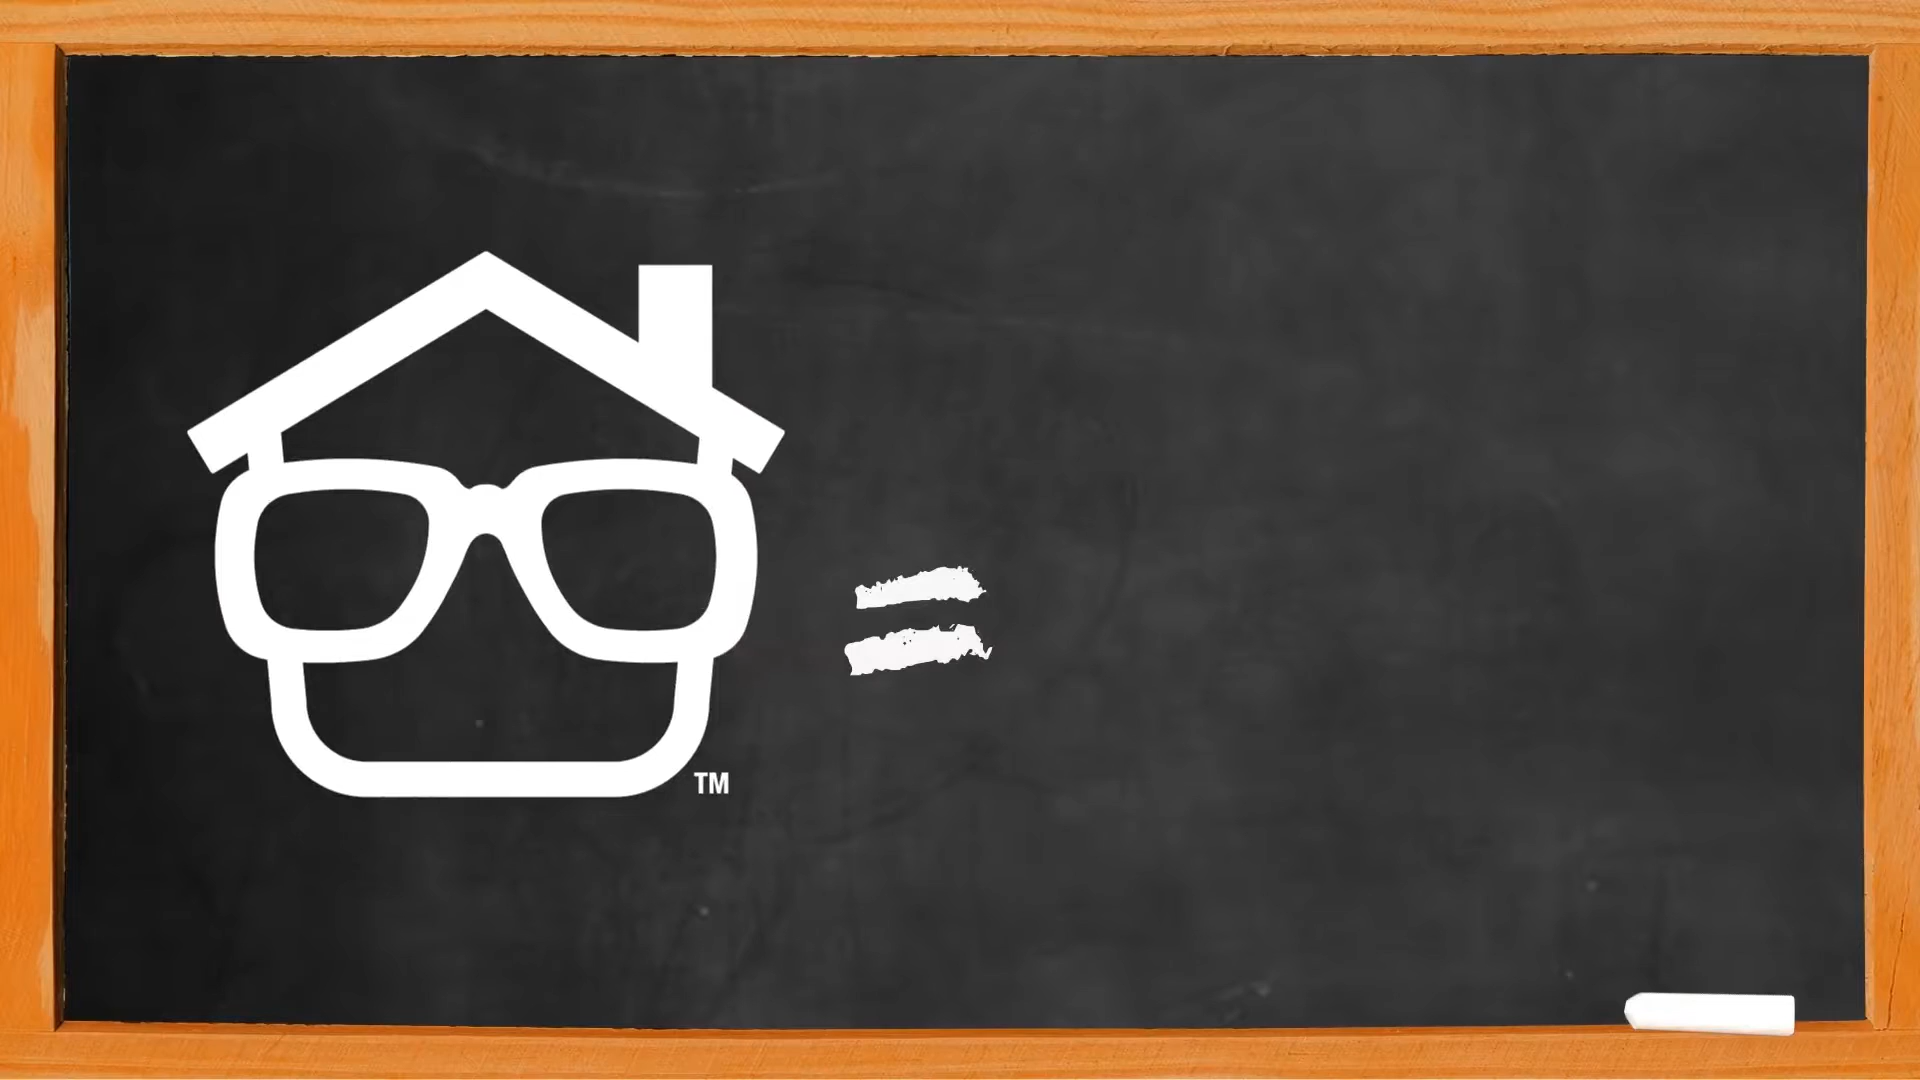 =
TM